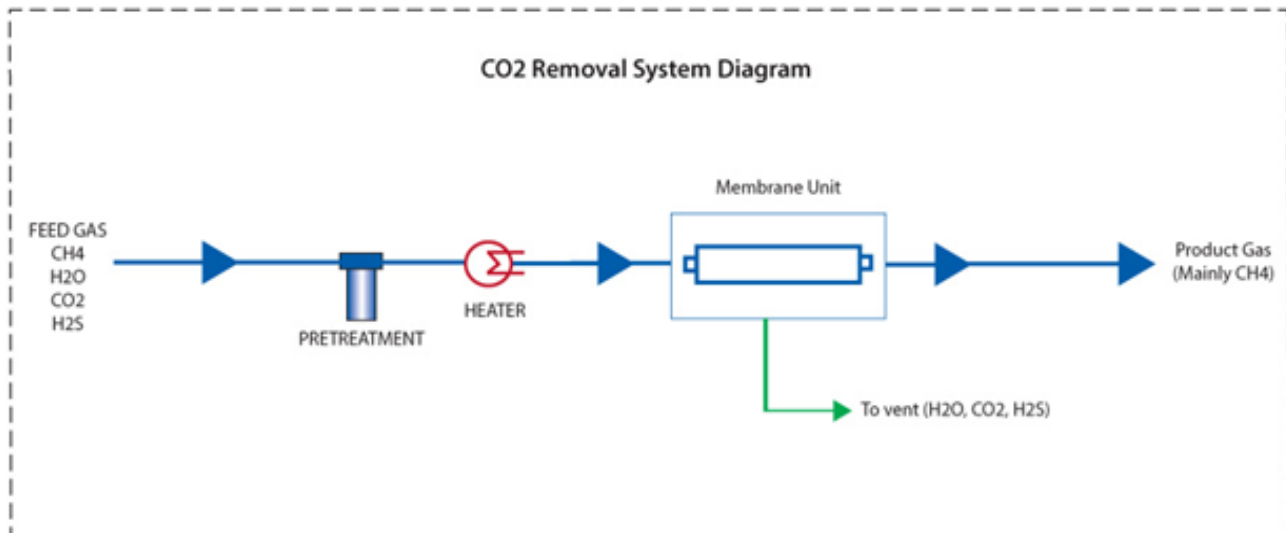 CO2 Removal System Diagram
Membrane Unit
FEED GAS
CH4
H2O
CO2
H2S
PRETREATMENT
HEATER
Product Gas
(Mainly CH4)
To vent (H2O, CO2, H2S)